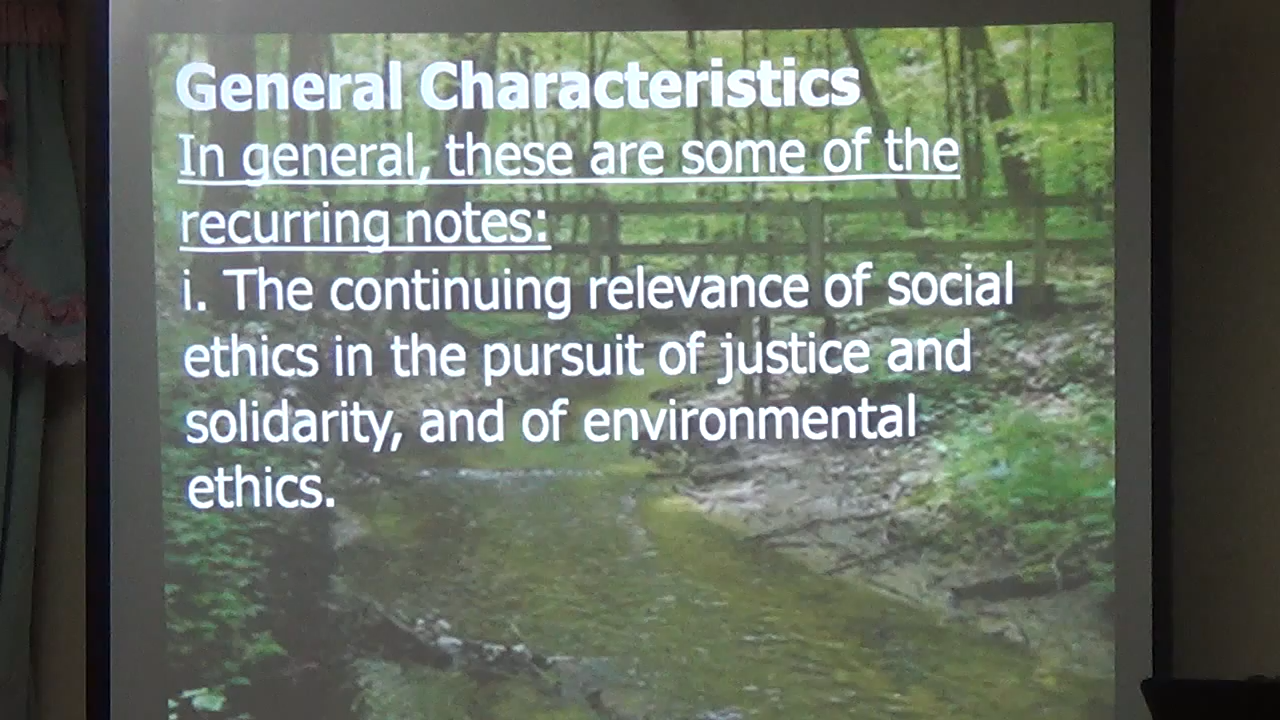 General Characteristics
In general, these are some of the
recurring notes:
i. The continuing relevance of social
ethics in the pursuit of justice and
solidarity, and of environmental
ethics.